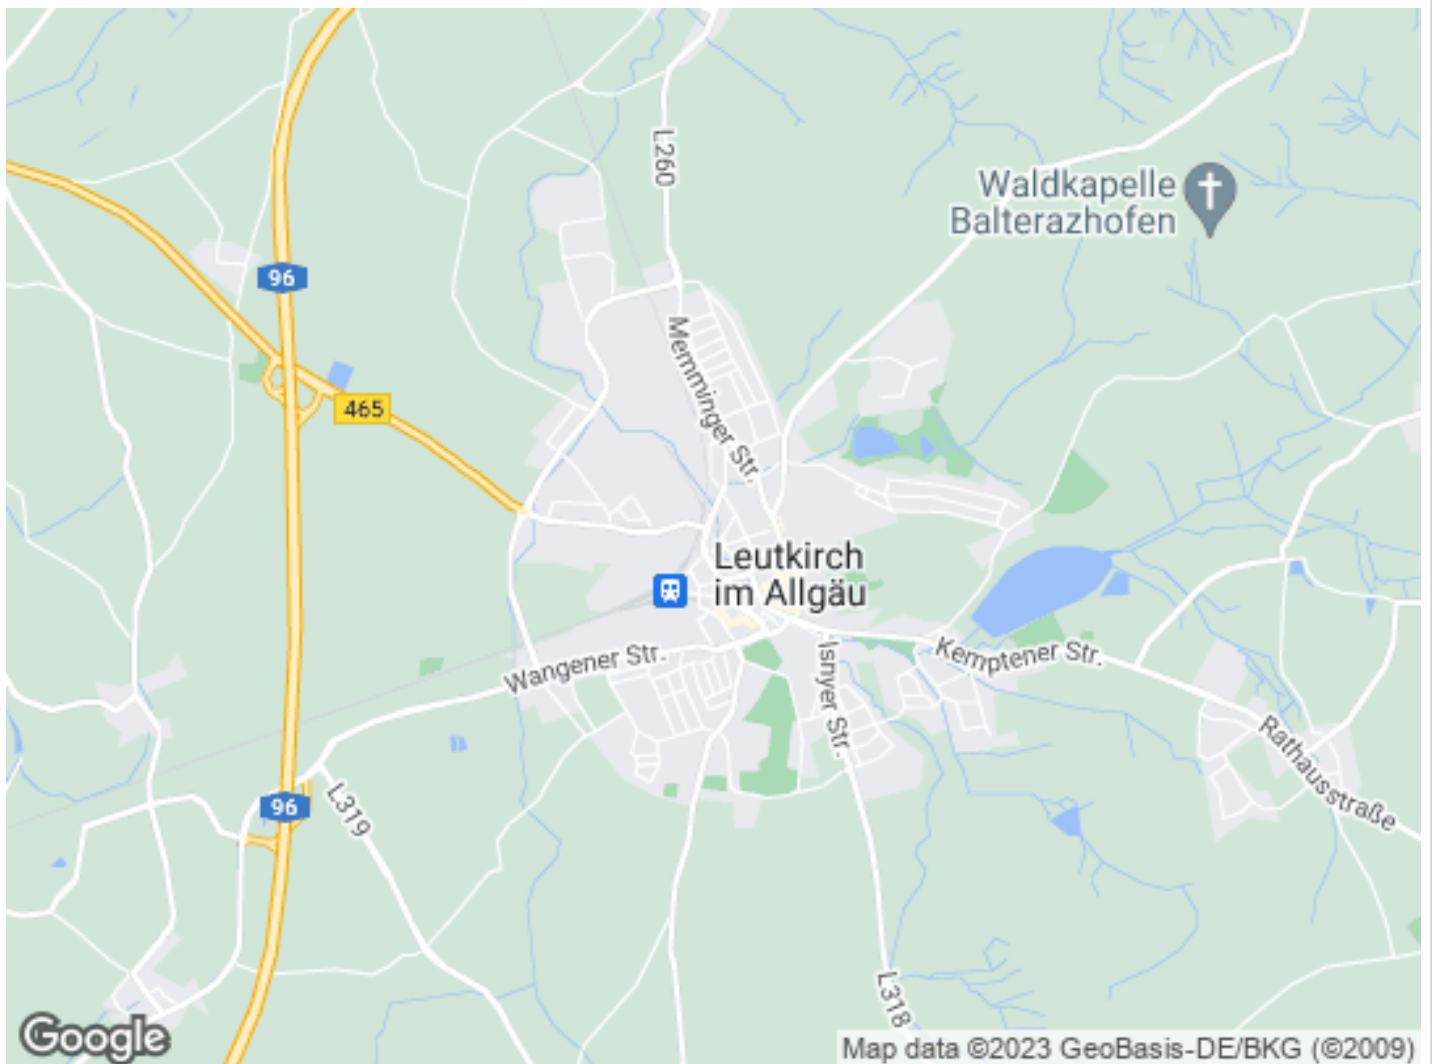 L260
Waldkapelle
Balterazhofen
96
Memminger Str.
465
Leutkirch
im Allgäu
Wangener Str.
Isnyer Str.
Kemptener Str.
Rathausstraße
96
L319
L318
Google
Map data ©2023 GeoBasis-DE/BKG (©2009)